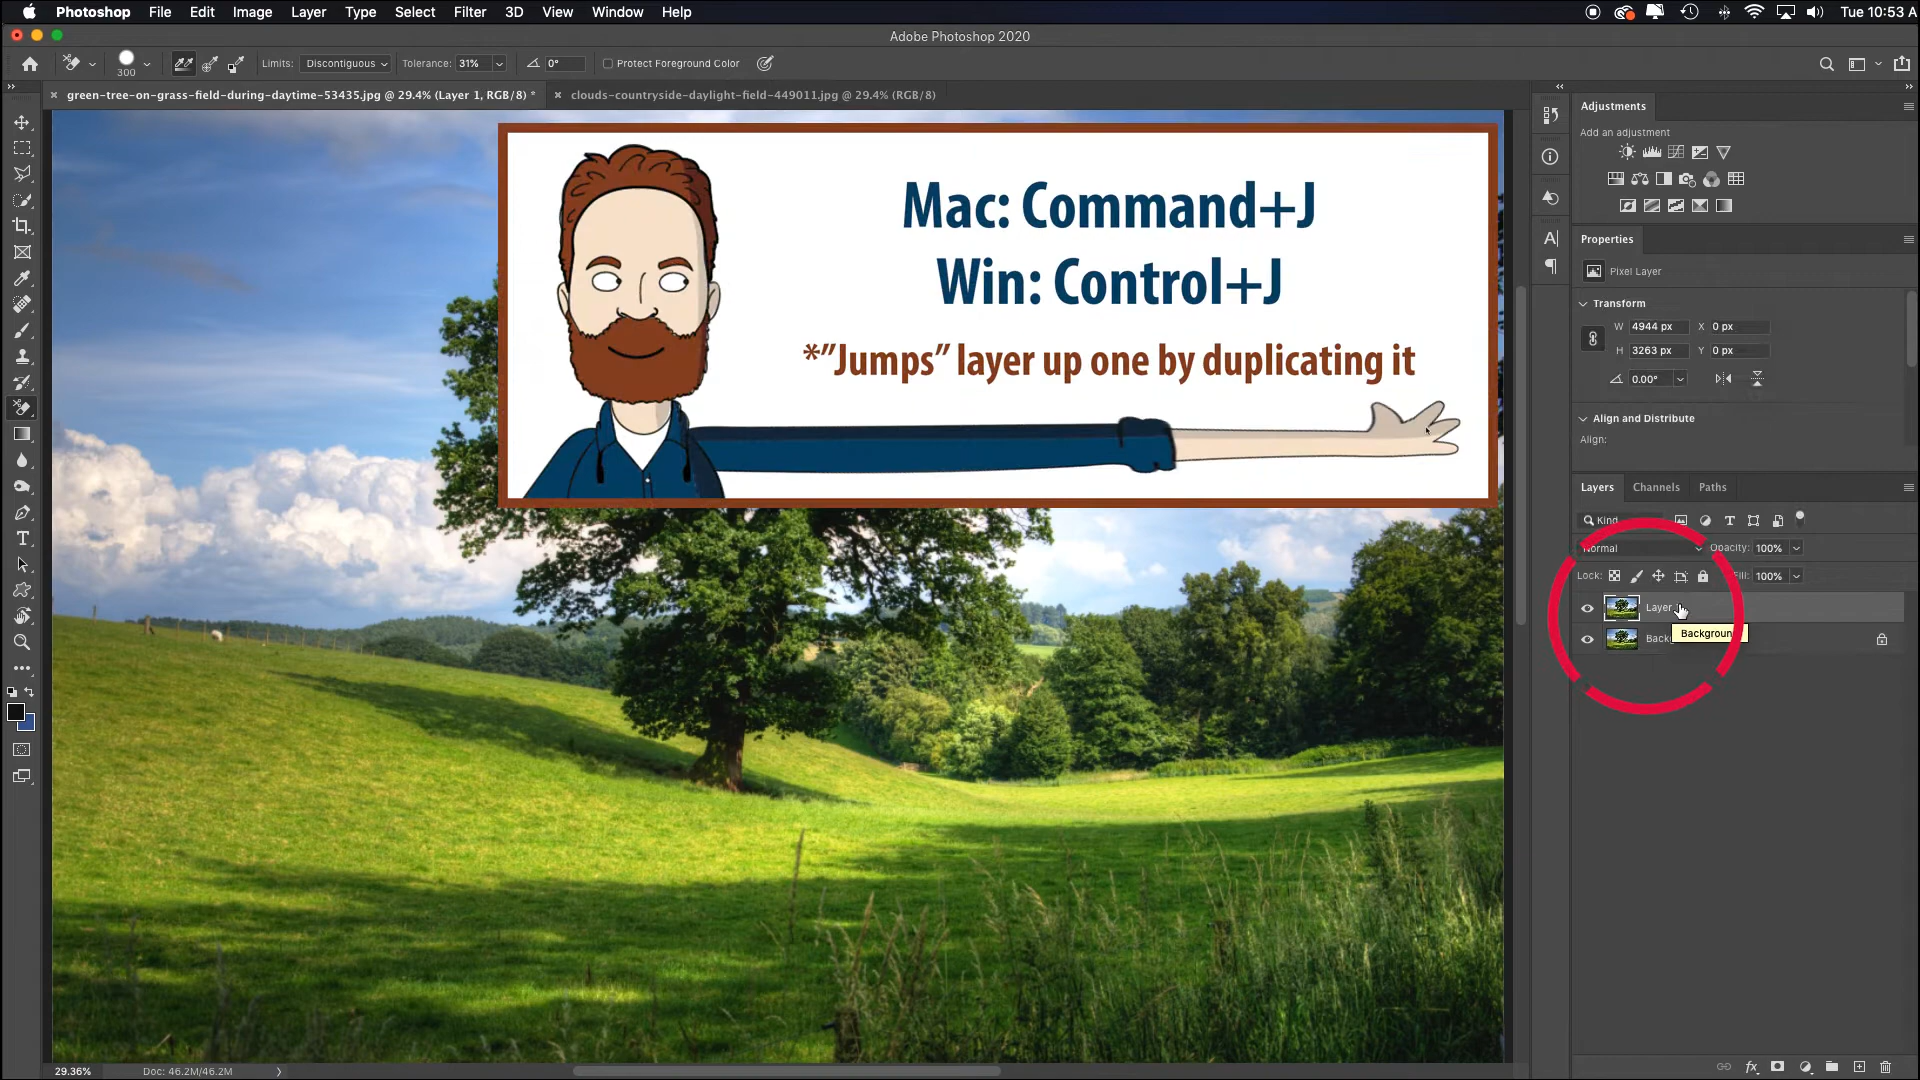 Photoshop File Edit Image Layer Type Select Filter 3D View Window Help Tue 10:53 A
Adobe Photoshop 2020
300 Limits: Discontiguous Tolerance: 31% 0° Protect Foreground Color
green-tree-on-grass-field-during-daytime-53435.jpg @ 29.4% (Layer 1, RGB/8) * clouds-countryside-daylight-field-449011.jpg @ 29.4% (RGB/8)
Mac: Command+J
Win: Control+J
*"Jumps" layer up one by duplicating it
Adjustments
Add an adjustment
Properties
Pixel Layer
Transform
W 4944 px X 0 px
H 3263 px Y 0 px
0.00°
Align and Distribute
Align:
Layers Channels Paths
Kind
Normal Opacity: 100%
Lock: Fill: 100%
Layer
Background
29.36% Doc: 46.2M/46.2M